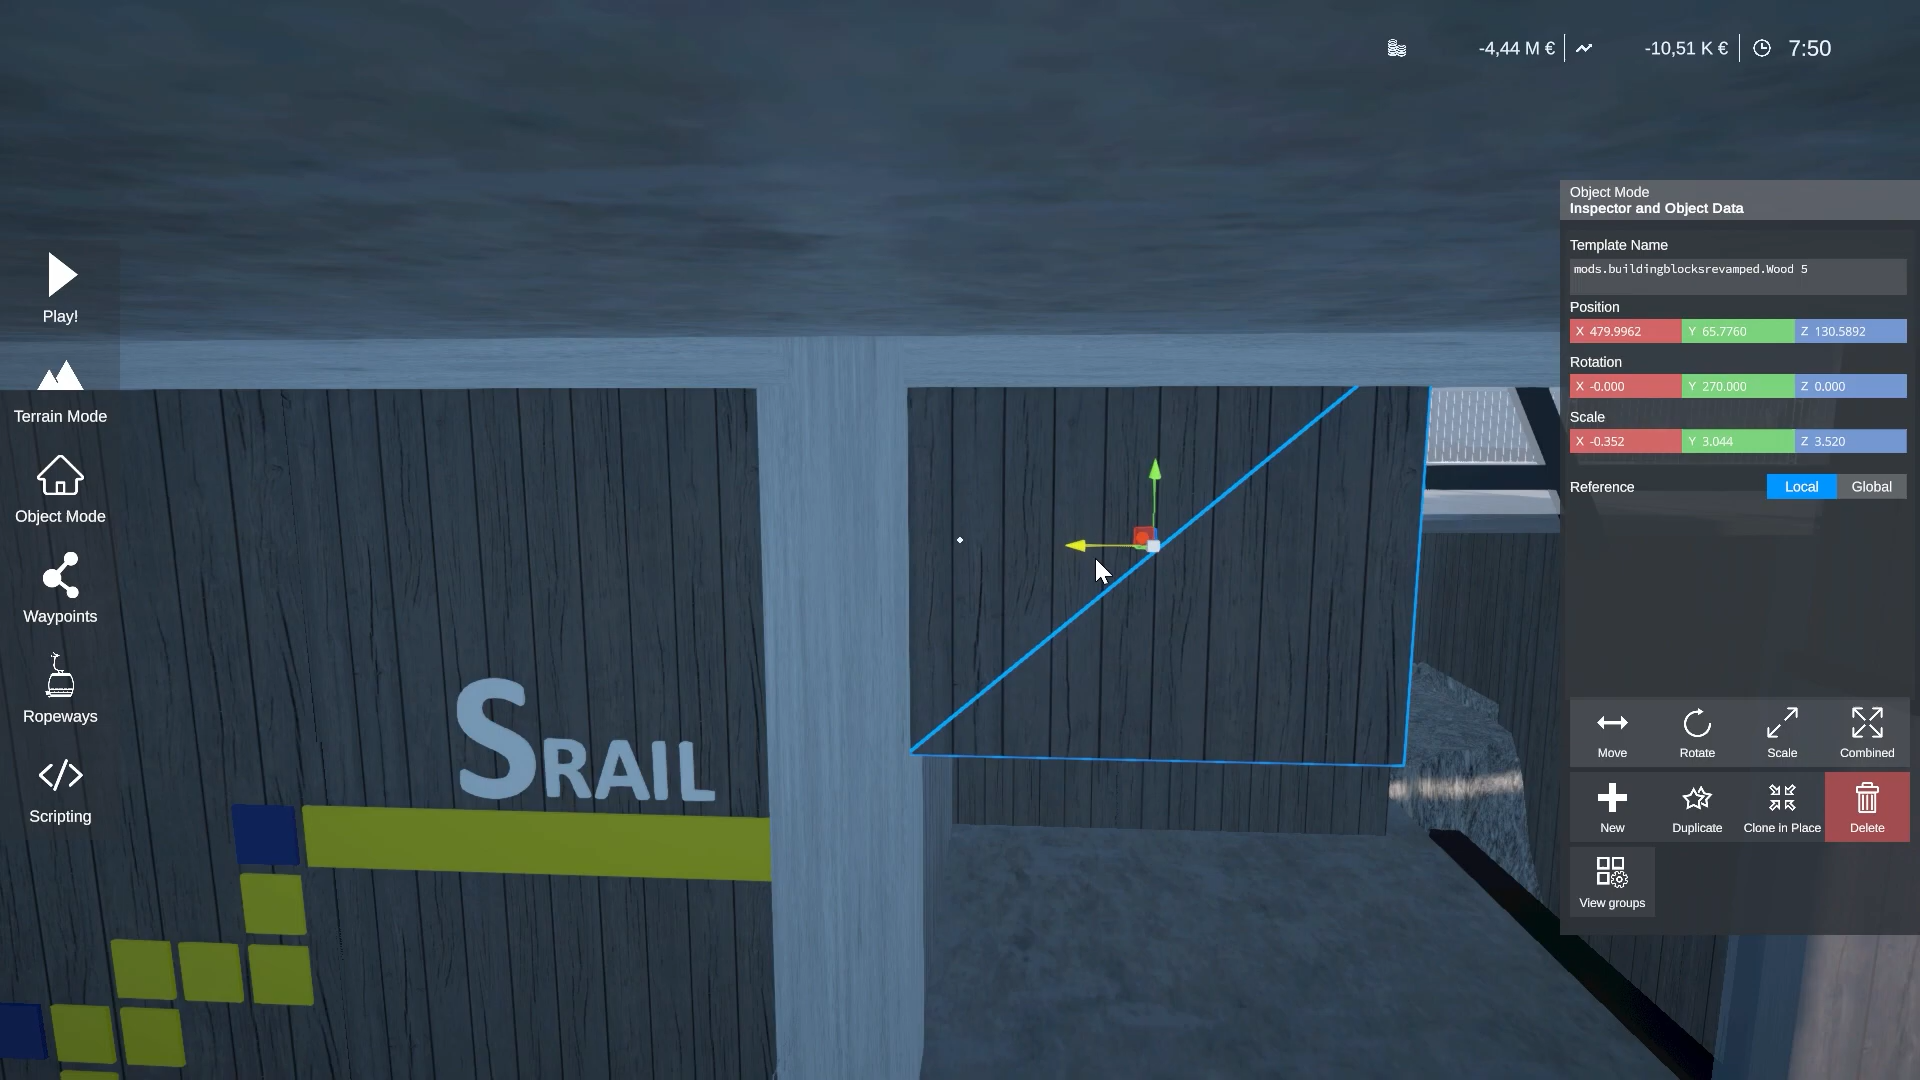 -4,44 M €
-10,51 K €
7:50
Object Mode
Inspector and Object Data
Template Name
mods.buildingblocksrevamped.Wood 5
Position
X 479.9962 Y 65.7760 Z 130.5892
Rotation
X -0.000 Y 270.000 Z 0.000
Scale
X -0.352 Y 3.044 Z 3.520
Reference Local Global
Play!
Terrain Mode
Object Mode
Waypoints
Ropeways
Scripting
SRAIL
Move Rotate Scale Combined
New Duplicate Clone in Place Delete
View groups